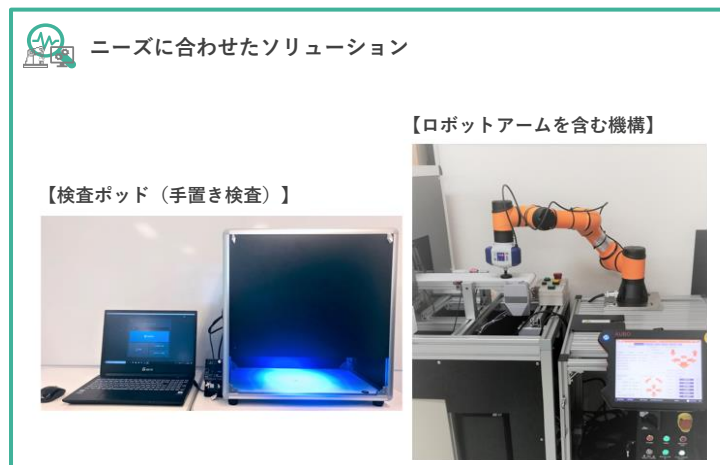 ニーズに合わせたソリューション
【ロボットアームを含む機構】
【検査ポッド（手置き検査）】